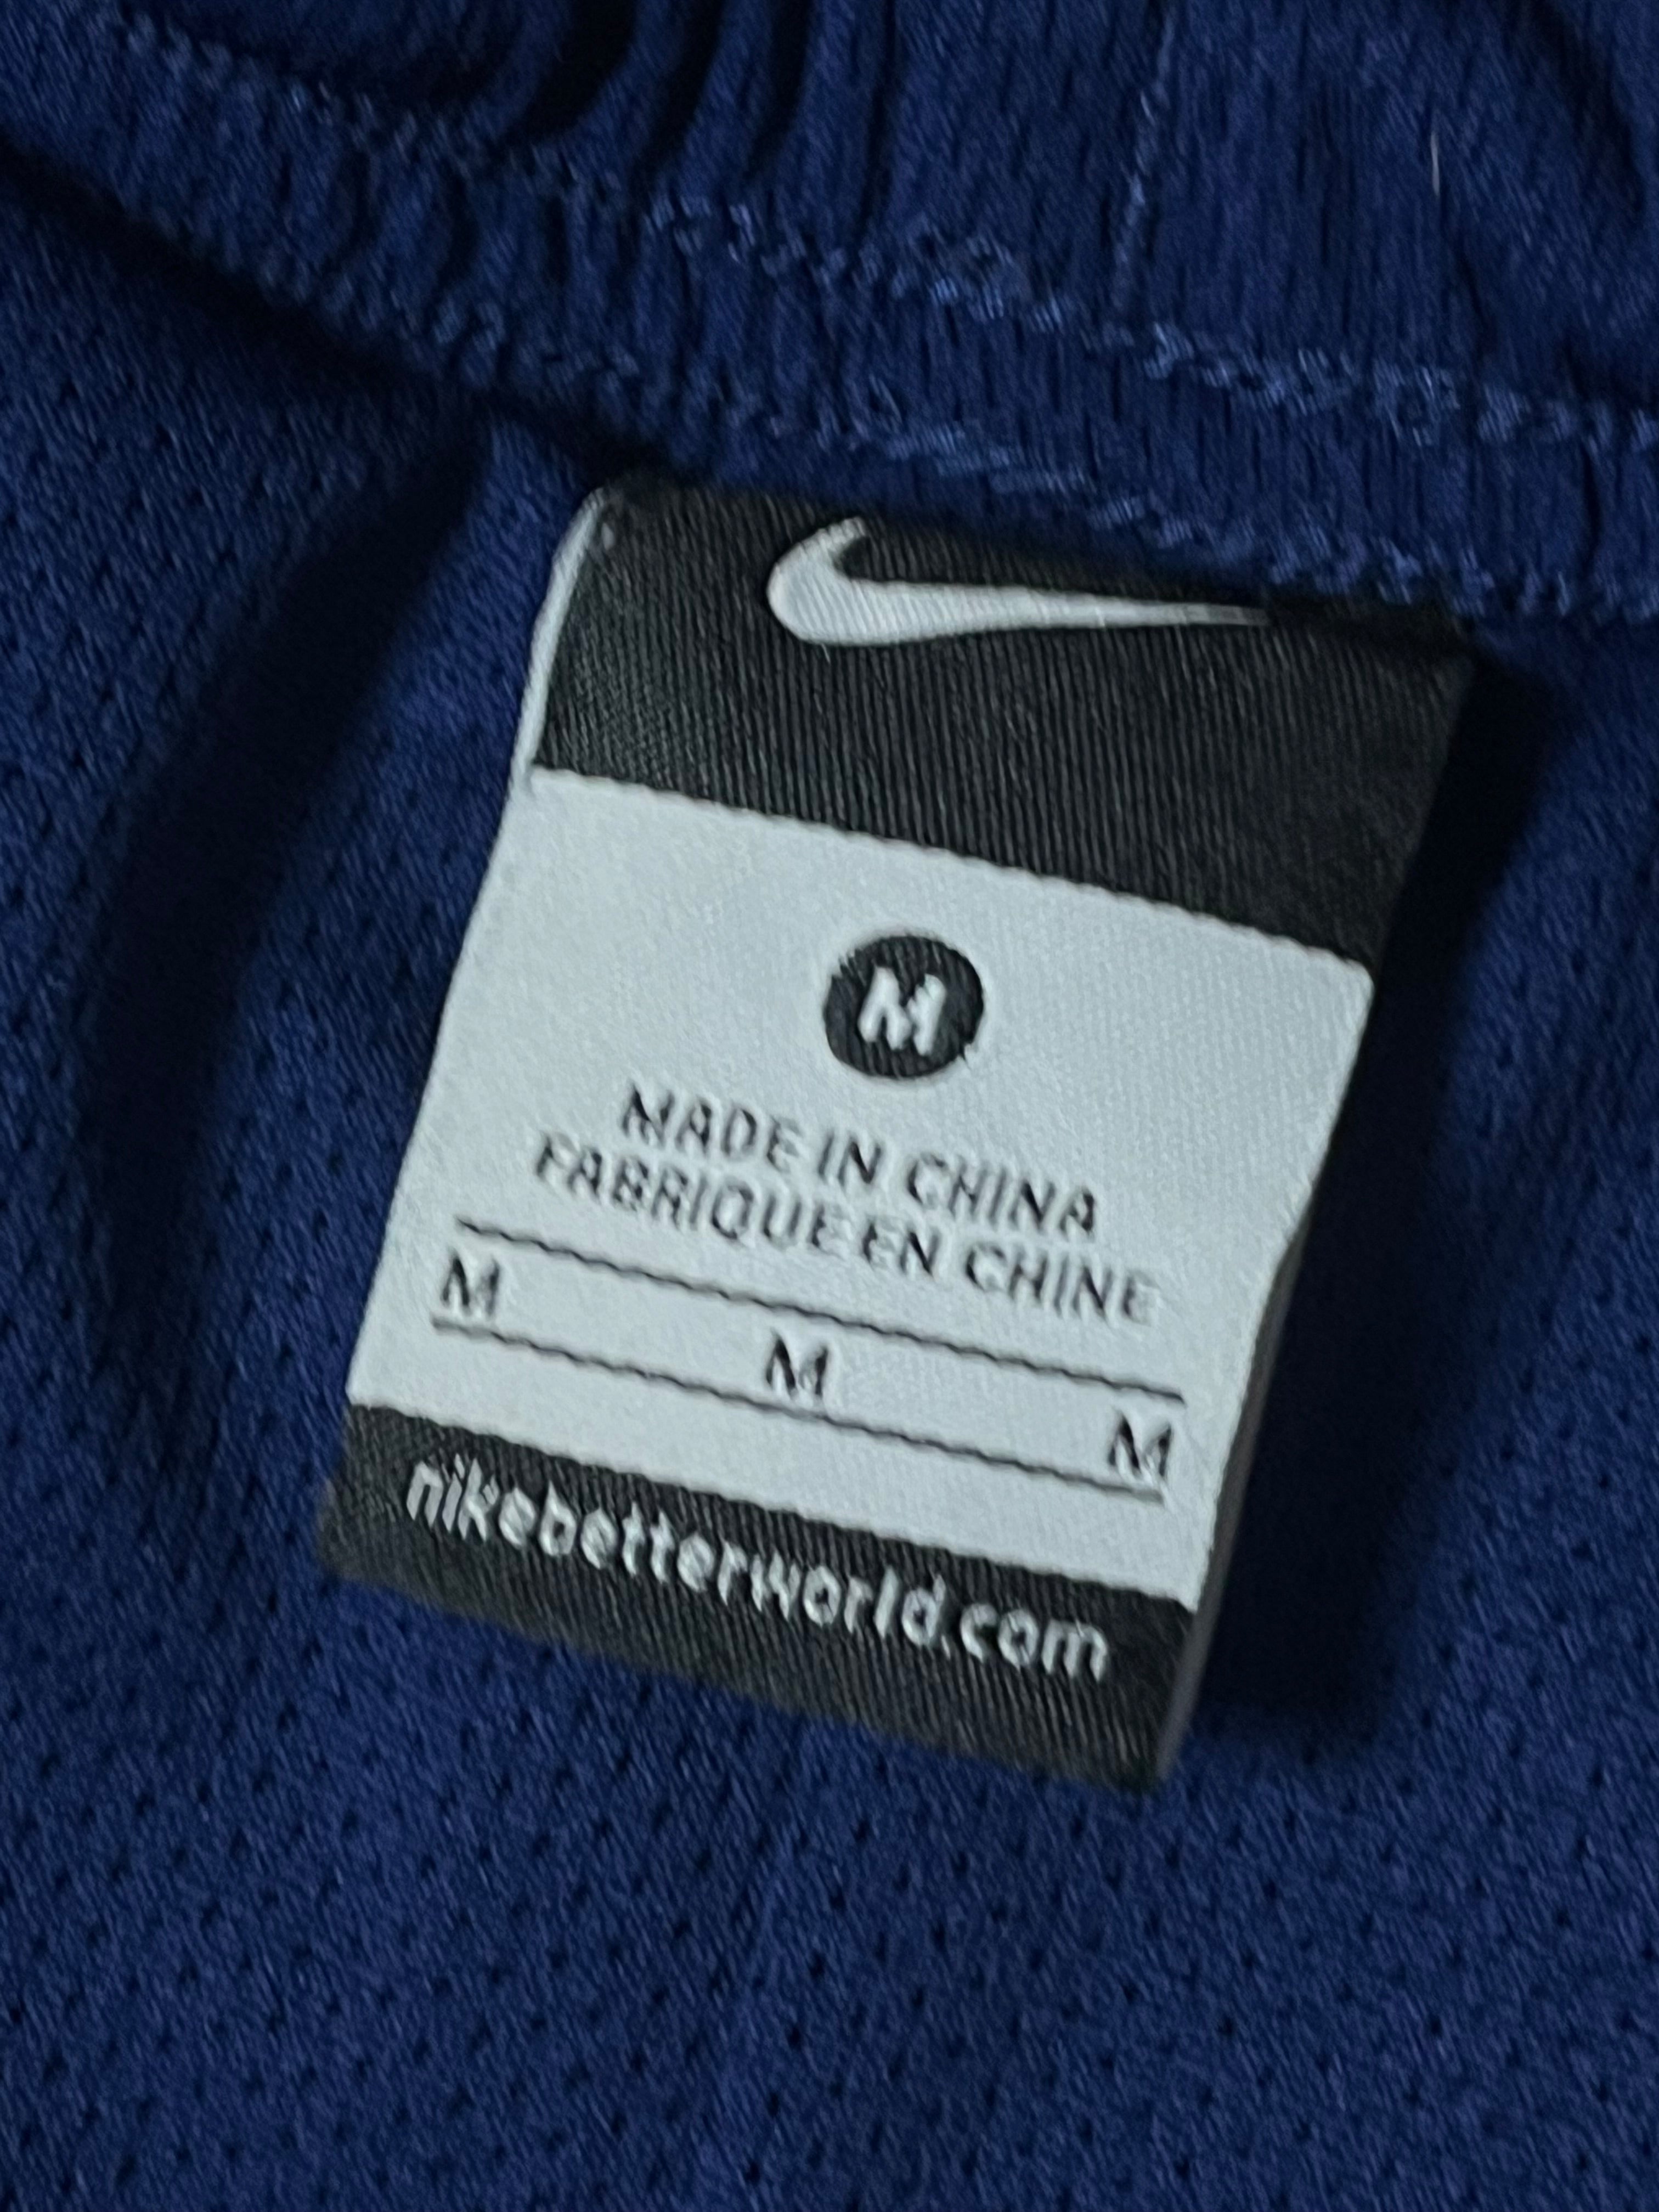 M
MADE IN CHINA
FABRIQUE EN CHINE
M M M
nikebetterworld.com